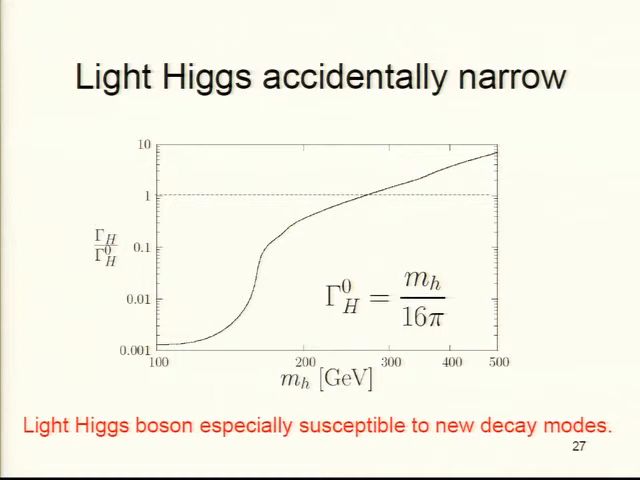 Light Higgs accidentally narrow
10
1
0.1
0.01
0.001
Γ_H / Γ_H^0
Γ_H^0 = m_h / 16π
100 200 300 400 500
m_h [GeV]
Light Higgs boson especially susceptible to new decay modes.
27